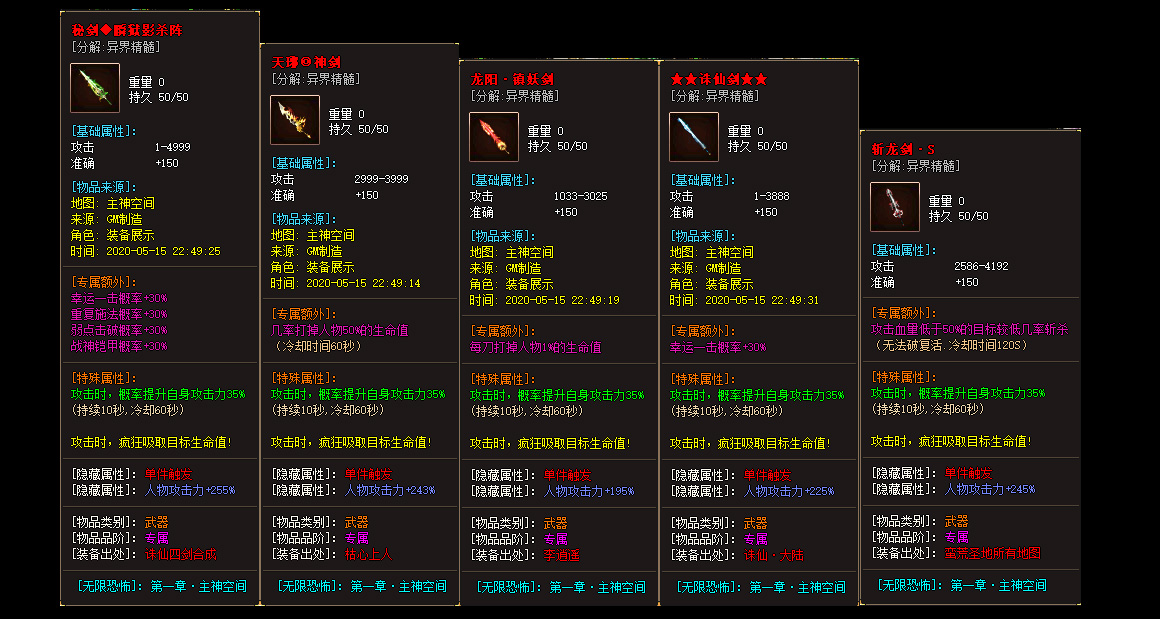 秘剑◆瞬狱影杀阵
[分解:异界精髓]
重量 0
持久 50/50
[基础属性]:
攻击 1-4999
准确 +150
[物品来源]:
地图: 主神空间
来源: GM制造
角色: 装备展示
时间: 2020-05-15 22:49:25
[专属额外]:
幸运一击概率+30%
重复施法概率+30%
弱点击破概率+30%
战神铠甲概率+30%
[特殊属性]:
攻击时, 概率提升自身攻击力35%
(持续10秒,冷却60秒)
攻击时, 疯狂吸取目标生命值!
[隐藏属性]: 单件触发
[隐藏属性]: 人物攻击力+255%
[物品类别]: 武器
[物品品阶]: 专属
[装备出处]: 诛仙四剑合成
[无限恐怖]: 第一章·主神空间
神剑
[分解:异界精髓]
重量 0
持久 50/50
[基础属性]:
攻击 2999-3999
准确 +150
[物品来源]:
地图: 主神空间
来源: GM制造
角色: 装备展示
时间: 2020-05-15 22:49:14
[专属额外]:
几率打掉人物50%的生命值
(冷却时间60秒)
[特殊属性]:
攻击时, 概率提升自身攻击力35%
(持续10秒,冷却60秒)
攻击时, 疯狂吸取目标生命值!
[隐藏属性]: 单件触发
[隐藏属性]: 人物攻击力+243%
[物品类别]: 武器
[物品品阶]: 专属
[装备出处]: 枯心上人
[无限恐怖]: 第一章·主神空间
龙阳·镇妖剑
[分解:异界精髓]
重量 0
持久 50/50
[基础属性]:
攻击 1033-3025
准确 +150
[物品来源]:
地图: 主神空间
来源: GM制造
角色: 装备展示
时间: 2020-05-15 22:49:19
[专属额外]:
每刀打掉人物1%的生命值
[特殊属性]:
攻击时, 概率提升自身攻击力35%
(持续10秒,冷却60秒)
攻击时, 疯狂吸取目标生命值!
[隐藏属性]: 单件触发
[隐藏属性]: 人物攻击力+195%
[物品类别]: 武器
[物品品阶]: 专属
[装备出处]: 李逍遥
[无限恐怖]: 第一章·主神空间
★★诛仙剑★★
[分解:异界精髓]
重量 0
持久 50/50
[基础属性]:
攻击 1-3888
准确 +150
[物品来源]:
地图: 主神空间
来源: GM制造
角色: 装备展示
时间: 2020-05-15 22:49:31
[专属额外]:
幸运一击概率+30%
[特殊属性]:
攻击时, 概率提升自身攻击力35%
(持续10秒,冷却60秒)
攻击时, 疯狂吸取目标生命值!
[隐藏属性]: 单件触发
[隐藏属性]: 人物攻击力+225%
[物品类别]: 武器
[物品品阶]: 专属
[装备出处]: 诛仙·大陆
[无限恐怖]: 第一章·主神空间
斩龙剑·S
[分解:异界精髓]
重量 0
持久 50/50
[基础属性]:
攻击 2586-4192
准确 +150
[专属额外]:
攻击血量低于50%的目标较低几率斩杀
(无法破复活.冷却时间120S)
[特殊属性]:
攻击时, 概率提升自身攻击力35%
(持续10秒,冷却60秒)
攻击时, 疯狂吸取目标生命值!
[隐藏属性]: 单件触发
[隐藏属性]: 人物攻击力+245%
[物品类别]: 武器
[物品品阶]: 专属
[装备出处]: 蛮荒圣地所有地图
[无限恐怖]: 第一章·主神空间